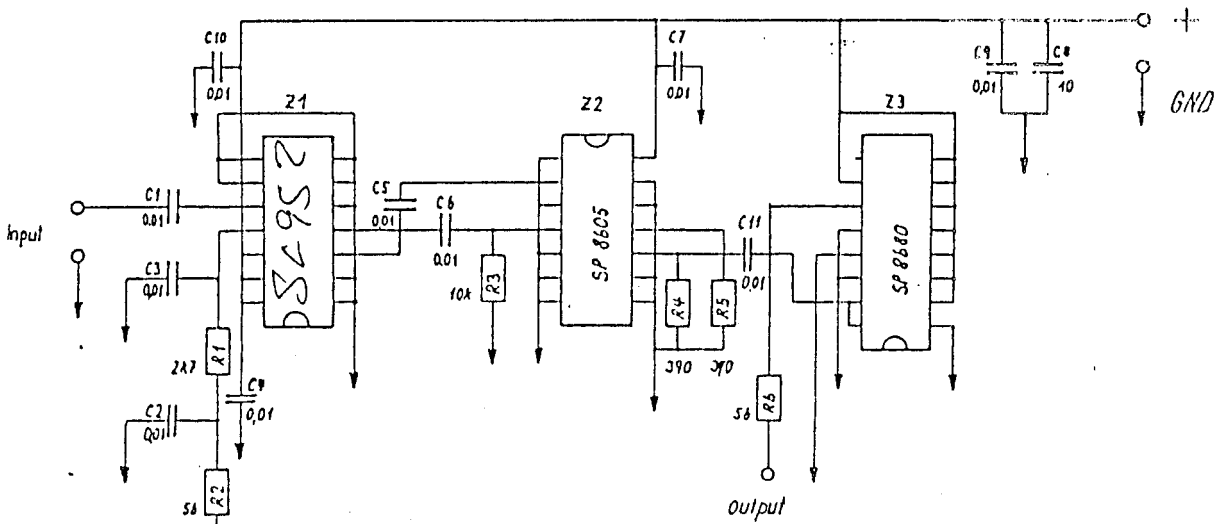 C10
0,01
C7
0,01
C9
0,01
C8
10
+
GND
Z1
Z2
Z3
Input
C1
0,01
C3
0,01
R1
2K7
C2
0,01
R2
56
C4
0,01
SL952
C5
0,01
C6
0,01
R3
10K
SP 8605
R4
390
R5
390
C11
0,01
R6
56
output
SP 8680